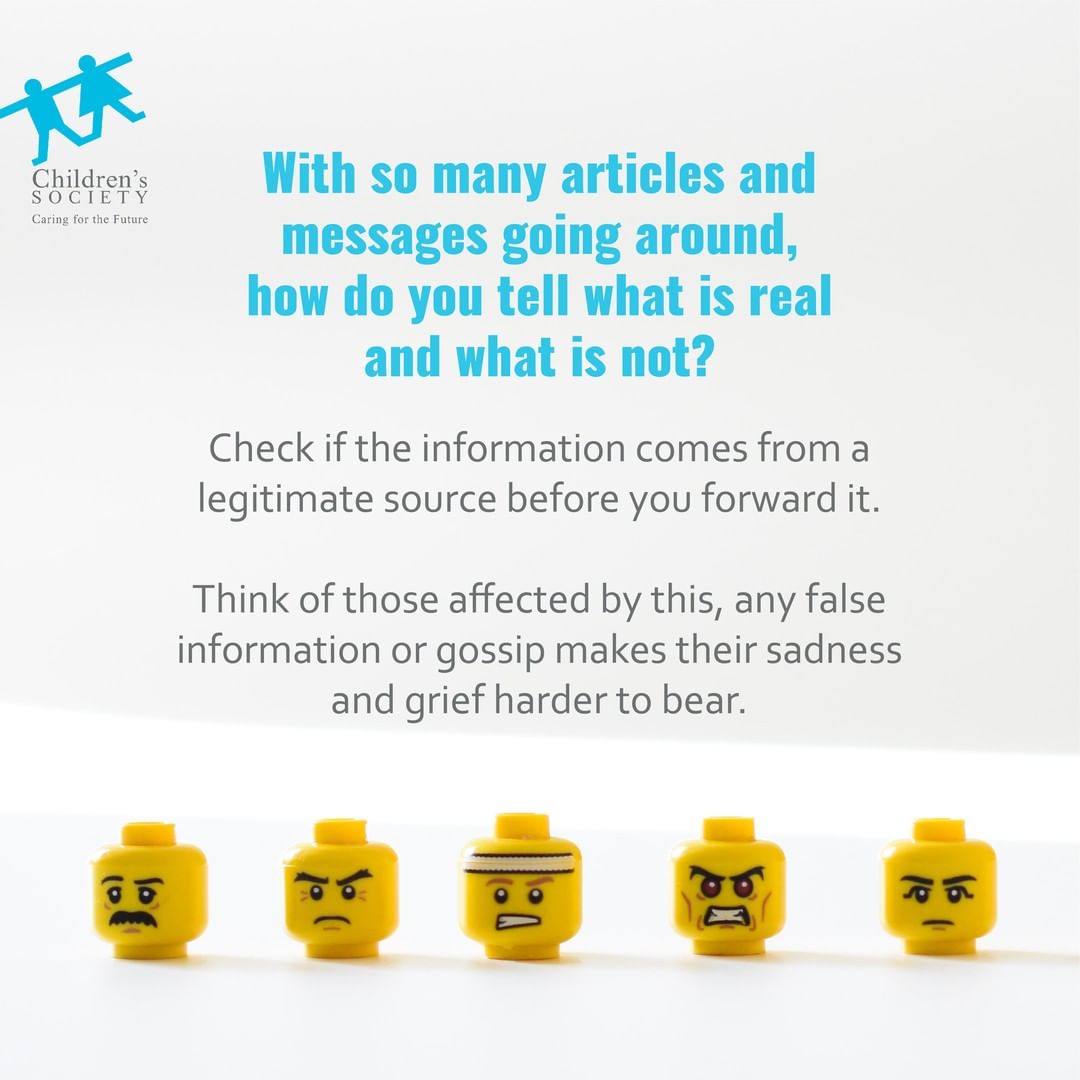 Children's
SOCIETY
Caring for the Future
With so many articles and
messages going around,
how do you tell what is real
and what is not?
Check if the information comes from a
legitimate source before you forward it.
Think of those affected by this, any false
information or gossip makes their sadness
and grief harder to bear.